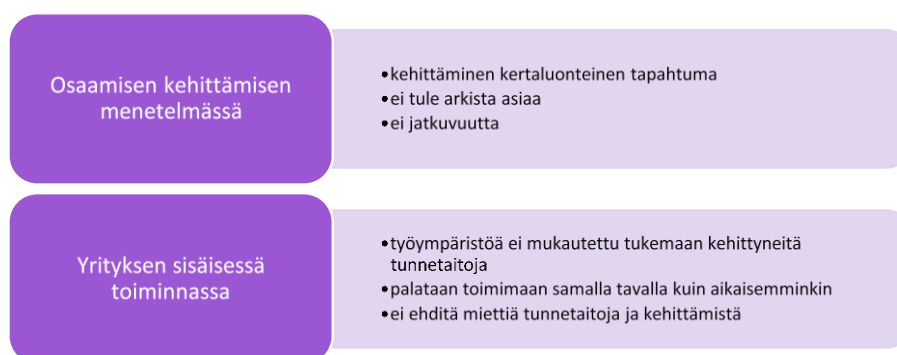 Osaamisen kehittämisen
menetelmässä
•kehittäminen kertaluonteinen tapahtuma
•ei tule arkista asiaa
•ei jatkuvuutta
Yrityksen sisäisessä
toiminnassa
•työympäristöä ei mukautettu tukemaan kehittyneitä
tunnetaitoja
•palataan toimimaan samalla tavalla kuin aikaisemminkin
•ei ehditä miettiä tunnetaitoja ja kehittämistä